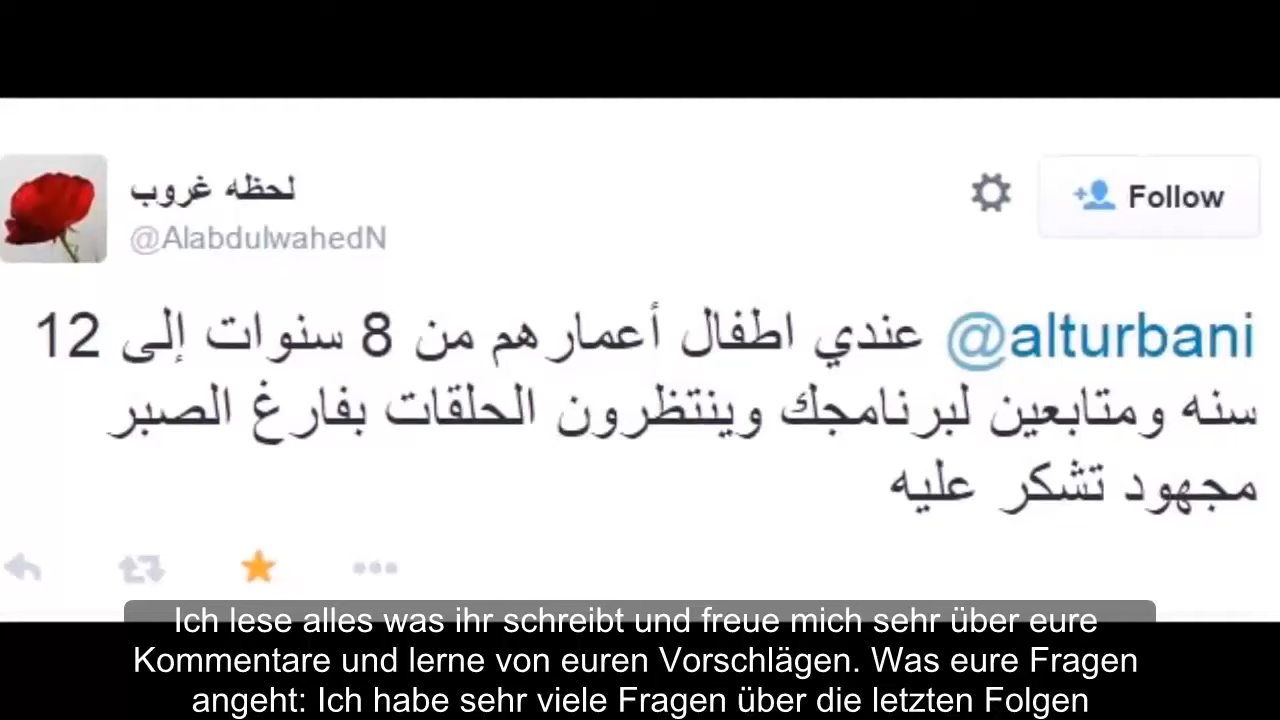 لحظه غروب
@AlabdulwahedN
Follow
@alturbani عندي اطفال أعمارهم من 8 سنوات إلى 12
سنه ومتابعين لبرنامجك وينتظرون الحلقات بفارغ الصبر
مجهود تشكر عليه
Ich lese alles was ihr schreibt und freue mich sehr über eure
Kommentare und lerne von euren Vorschlägen. Was eure Fragen
angeht: Ich habe sehr viele Fragen über die letzten Folgen